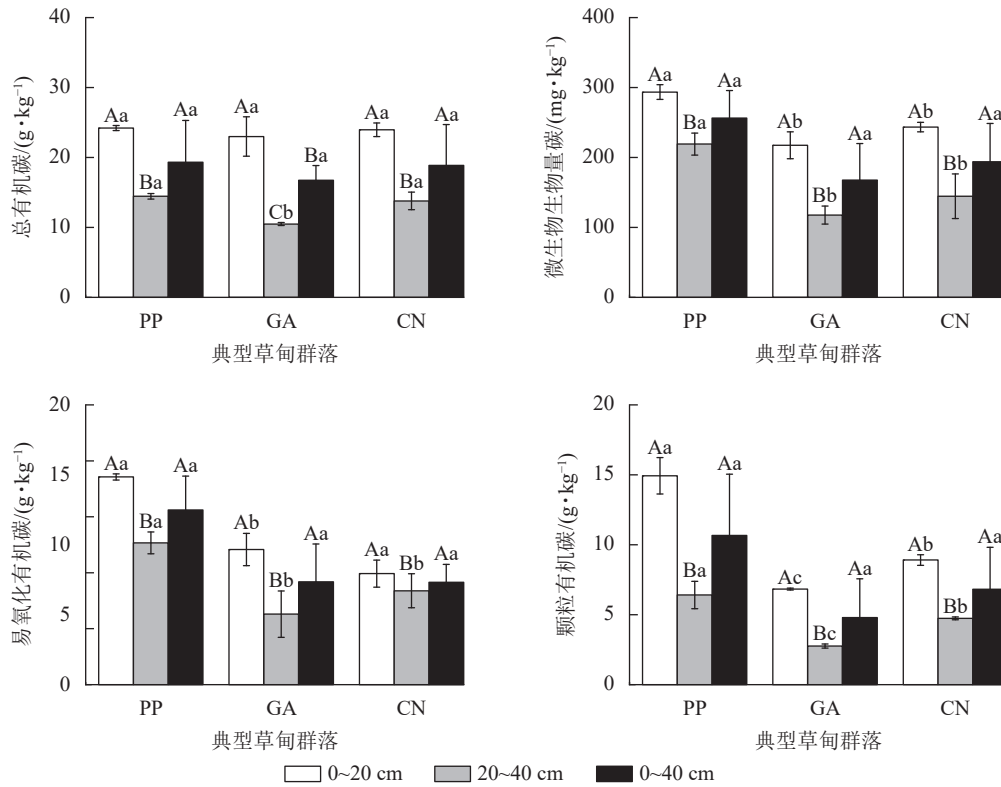 总有机碳/(g·kg⁻¹)
40
30
20
10
0
Aa
Ba
Aa
Aa
Cb
Ba
Aa
Ba
Aa
PP GA CN
典型草甸群落
微生物生物量碳/(mg·kg⁻¹)
400
300
200
100
0
Aa
Ba
Aa
Ab
Bb
Aa
Ab
Bb
Aa
PP GA CN
典型草甸群落
易氧化有机碳/(g·kg⁻¹)
20
15
10
5
0
Aa
Ba
Aa
Ab
Bb
Aa
Aa
Bb
Aa
PP GA CN
典型草甸群落
颗粒有机碳/(g·kg⁻¹)
20
15
10
5
0
Aa
Ba
Aa
Ac
Bc
Aa
Ab
Bb
Aa
PP GA CN
典型草甸群落
0~20 cm 20~40 cm 0~40 cm